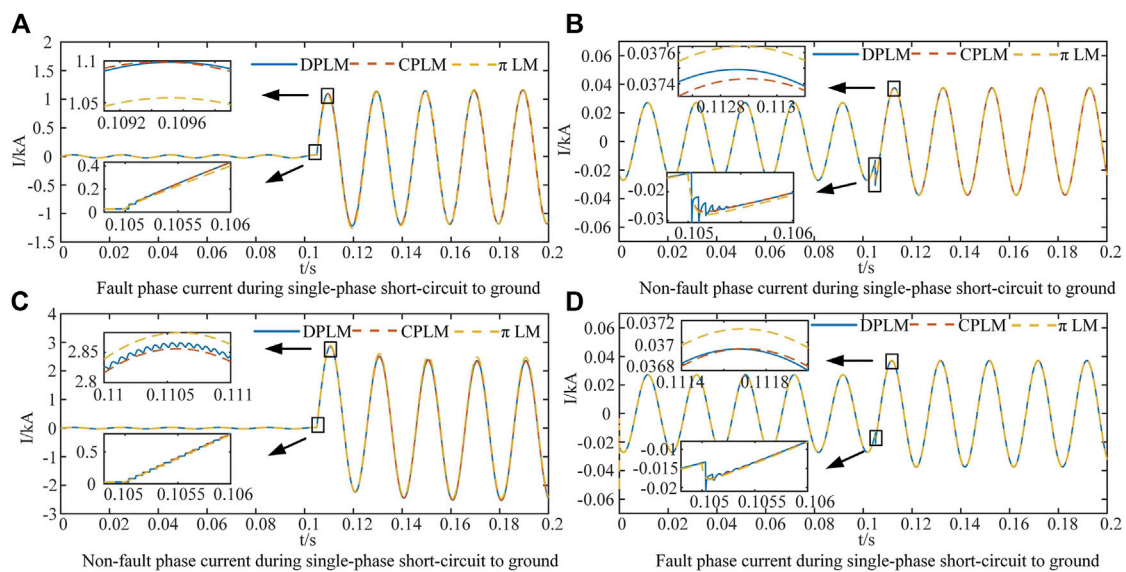 A
2
1.5
1
0.5
0
-0.5
-1
-1.5
I/kA
1.1
1.05
0.1092 0.1096
DPLM CPLM π LM
0.4
0.2
0
0.105 0.1055 0.106
0 0.02 0.04 0.06 0.08 0.1 0.12 0.14 0.16 0.18 0.2
t/s
Fault phase current during single-phase short-circuit to ground
B
0.06
0.04
0.02
0
-0.02
-0.04
-0.06
I/kA
0.0376
0.0374
0.1128 0.113
DPLM CPLM π LM
-0.02
-0.03
0.105 0.106
0 0.02 0.04 0.06 0.08 0.1 0.12 0.14 0.16 0.18 0.2
t/s
Non-fault phase current during single-phase short-circuit to ground
C
4
3
2
1
0
-1
-2
-3
I/kA
2.85
2.8
0.11 0.1105 0.111
DPLM CPLM π LM
0.5
0
0.105 0.1055 0.106
0 0.02 0.04 0.06 0.08 0.1 0.12 0.14 0.16 0.18 0.2
t/s
Non-fault phase current during single-phase short-circuit to ground
D
0.06
0.04
0.02
0
-0.02
-0.04
-0.06
I/kA
0.0372
0.037
0.0368
0.1114 0.1118
DPLM CPLM π LM
-0.01
-0.015
-0.02
0.105 0.1055 0.106
0 0.02 0.04 0.06 0.08 0.1 0.12 0.14 0.16 0.18 0.2
t/s
Fault phase current during single-phase short-circuit to ground